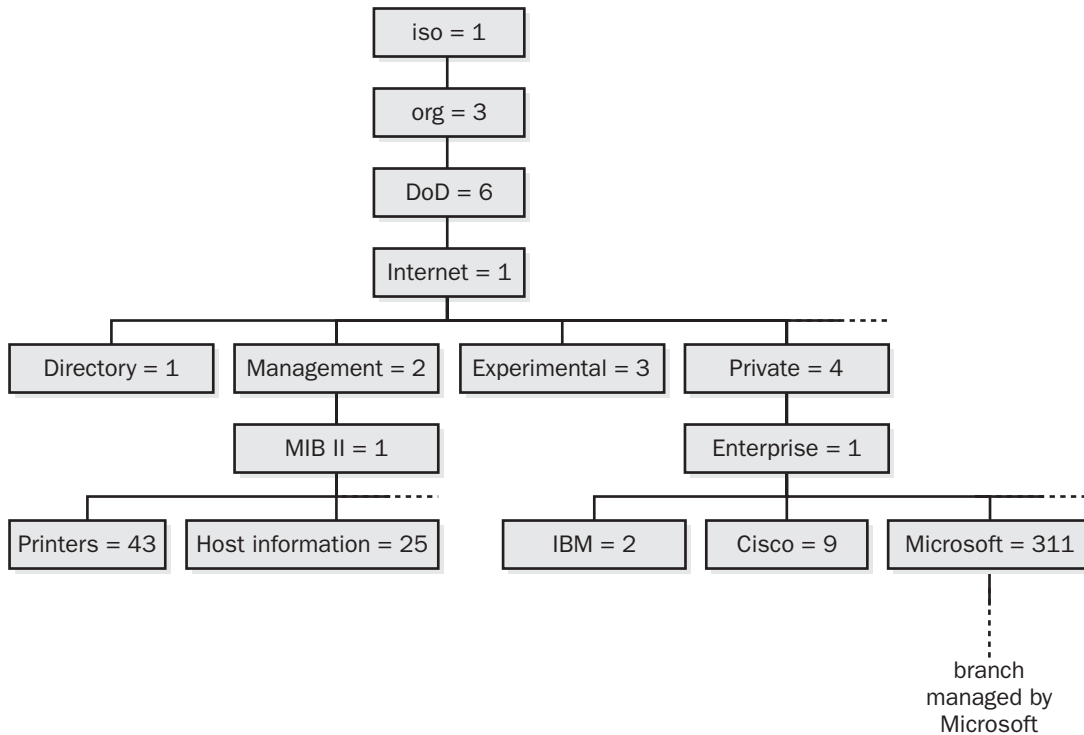 iso = 1
org = 3
DoD = 6
Internet = 1
Directory = 1
Management = 2
Experimental = 3
Private = 4
MIB II = 1
Enterprise = 1
Printers = 43
Host information = 25
IBM = 2
Cisco = 9
Microsoft = 311
branch
managed by
Microsoft